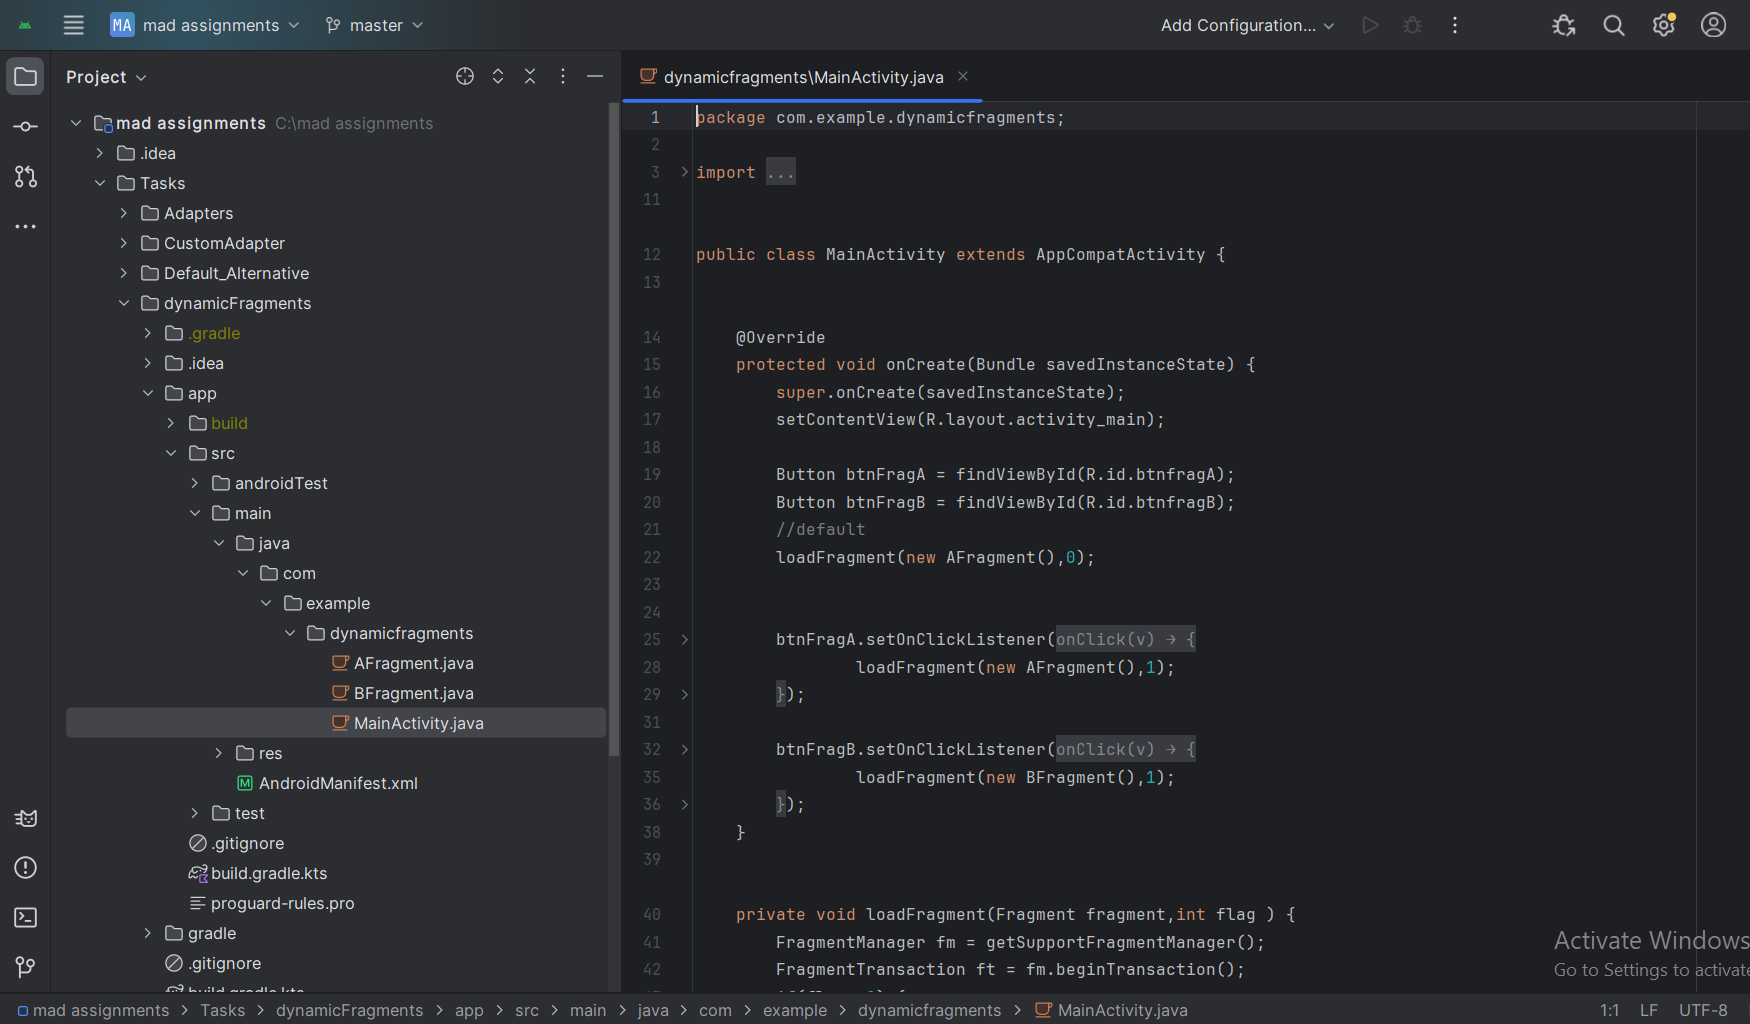 MA mad assignments master Add Configuration...
Project
mad assignments C:\mad assignments
.idea
Tasks
Adapters
CustomAdapter
Default_Alternative
dynamicFragments
.gradle
.idea
app
build
src
androidTest
main
java
com
example
dynamicfragments
AFragment.java
BFragment.java
MainActivity.java
res
AndroidManifest.xml
test
.gitignore
build.gradle.kts
proguard-rules.pro
gradle
.gitignore
build.gradle.kts
dynamicfragments\MainActivity.java
1 package com.example.dynamicfragments;
2
3 import ...
11
12 public class MainActivity extends AppCompatActivity {
13
14 @Override
15 protected void onCreate(Bundle savedInstanceState) {
16 super.onCreate(savedInstanceState);
17 setContentView(R.layout.activity_main);
18
19 Button btnFragA = findViewById(R.id.btnfragA);
20 Button btnFragB = findViewById(R.id.btnfragB);
21 //default
22 loadFragment(new AFragment(),0);
23
24
25 btnFragA.setOnClickListener(onClick(v) → {
28 loadFragment(new AFragment(),1);
29 });
31
32 btnFragB.setOnClickListener(onClick(v) → {
35 loadFragment(new BFragment(),1);
36 });
38 }
39
40 private void loadFragment(Fragment fragment,int flag ) {
41 FragmentManager fm = getSupportFragmentManager();
42 FragmentTransaction ft = fm.beginTransaction();
Activate Windows
Go to Settings to activate
mad assignments > Tasks > dynamicFragments > app > src > main > java > com > example > dynamicfragments > MainActivity.java 1:1 LF UTF-8